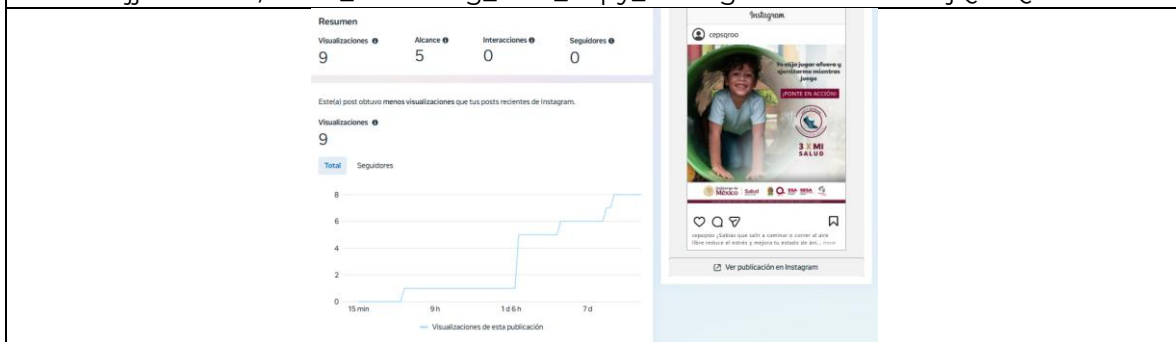 Resumen
Visualizaciones Alcance Interacciones Seguidores
9 5 0 0
Este(a) post obtuvo menos visualizaciones que tus posts recientes de Instagram.
Visualizaciones
9
Total Seguidores
8
6
4
2
0
15 min 9 h 1 d 6 h 7 d
Visualizaciones de esta publicación
Instagram
cepsqroo
Yo elijo jugar afuera y
ejercitarme mientras
juego
¡PONTE EN ACCIÓN!
3 X MI
SALUD
Gobierno de
México Salud SESA
cepsqroo ¿Sabías que salir a caminar o correr al aire
libre reduce el estrés y mejora tu estado de áni... more
Ver publicación en Instagram